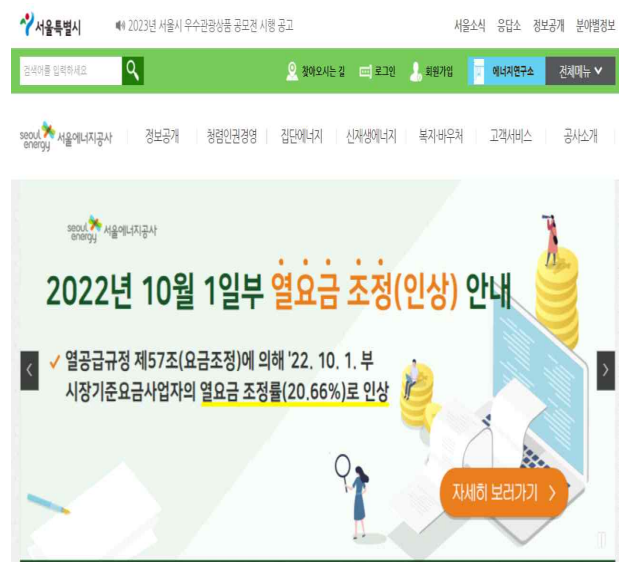 서울특별시
2023년 서울시 우수관광상품 공모전 시행 공고
서울소식 응답소 정보공개 분야별정보
검색어를 입력하세요
찾아오시는 길 로그인 회원가입 에너지연구소 전체메뉴
seoul energy 서울에너지공사
정보공개 청렴인권경영 집단에너지 신재생에너지 복지·바우처 고객서비스 공사소개
seoul energy 서울에너지공사
2022년 10월 1일부 열요금 조정(인상) 안내
✓ 열공급규정 제57조(요금조정)에 의해 '22. 10. 1. 부
시장기준요금사업자의 열요금 조정률(20.66%)로 인상
자세히 보러가기 >